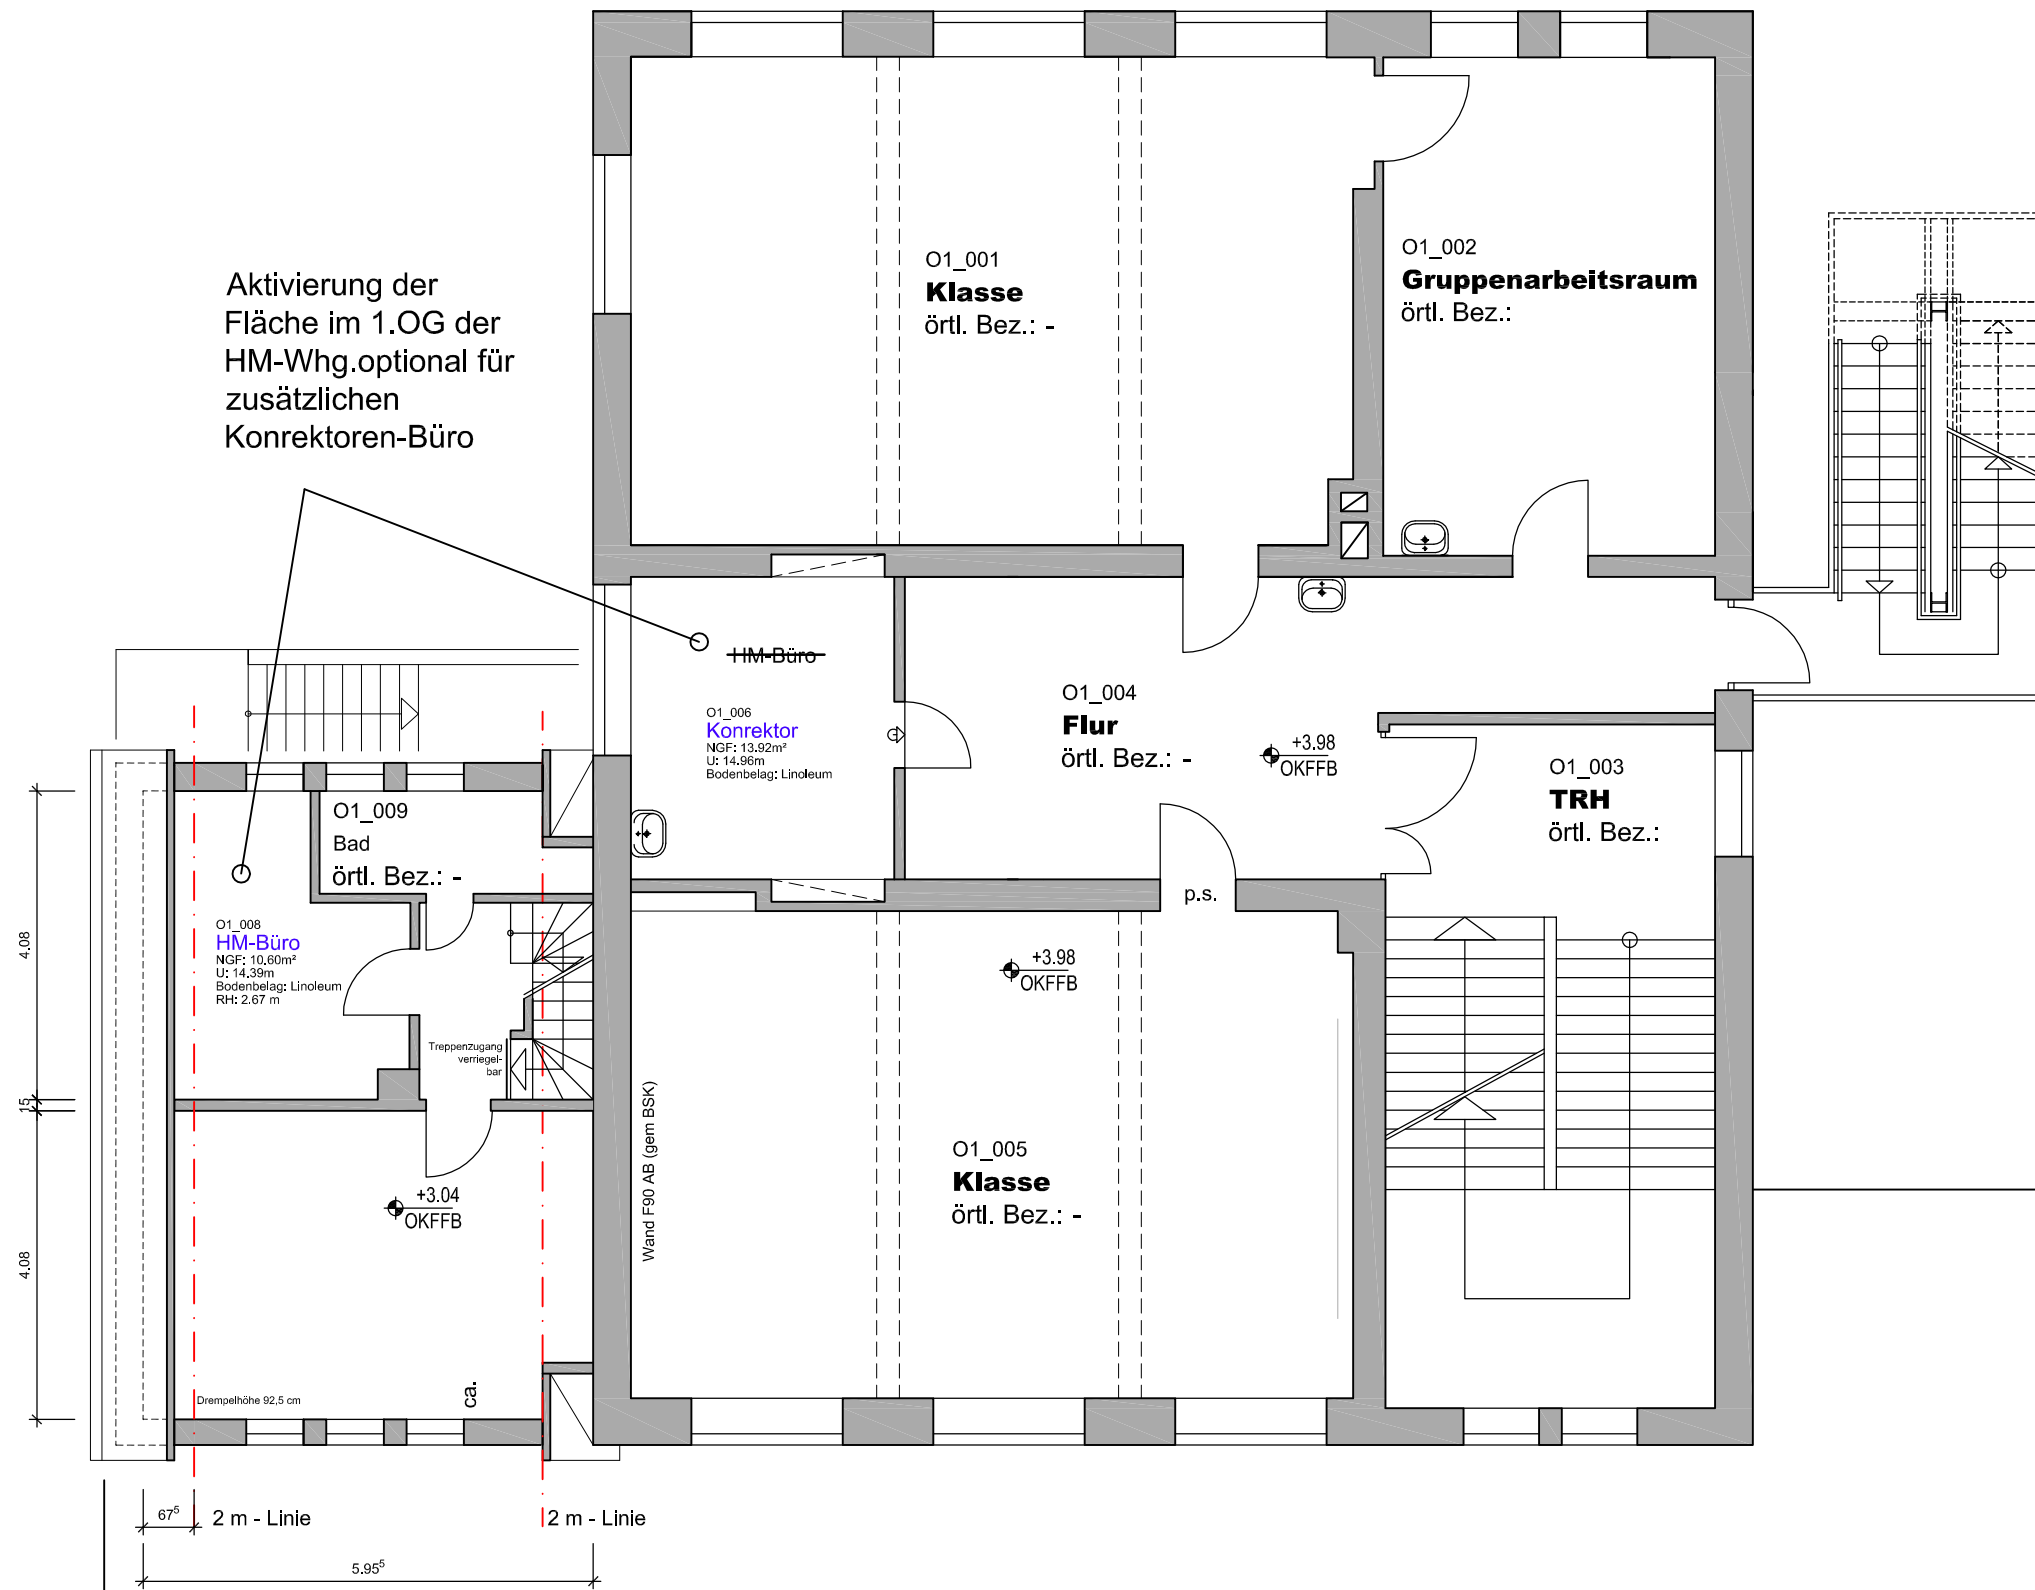 Aktivierung der
Fläche im 1.OG der
HM-Whg.optional für
zusätzlichen
Konrektoren-Büro
O1_001
Klasse
örtl. Bez.: -
O1_002
Gruppenarbeitsraum
örtl. Bez.:
HM-Büro
O1_006
Konrektor
NGF: 13.92m²
U: 14.96m
Bodenbelag: Linoleum
O1_004
Flur
örtl. Bez.: -
+3.98
OKFFB
O1_003
TRH
örtl. Bez.:
O1_009
Bad
örtl. Bez.: -
O1_008
HM-Büro
NGF: 10.60m²
U: 14.39m
Bodenbelag: Linoleum
RH: 2.67 m
Treppenzugang
verriegel-
bar
p.s.
+3.98
OKFFB
O1_005
Klasse
örtl. Bez.: -
Wand F90 AB (gem BSK)
+3.04
OKFFB
Drempelhöhe 92,5 cm
ca.
4.08
15
4.08
67⁵
2 m - Linie
2 m - Linie
5.95⁵